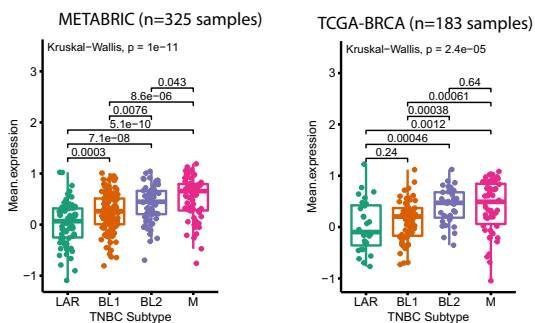 METABRIC (n=325 samples)
Kruskal−Wallis, p = 1e−11
0.043
8.6e−06
0.0076
5.1e−10
7.1e−08
0.0003
3
2
1
0
−1
Mean.expression
LAR BL1 BL2 M
TNBC Subtype
TCGA-BRCA (n=183 samples)
Kruskal−Wallis, p = 2.4e−05
0.64
0.00061
0.00038
0.0012
0.00046
0.24
3
2
1
0
−1
Mean.expression
LAR BL1 BL2 M
TNBC Subtype